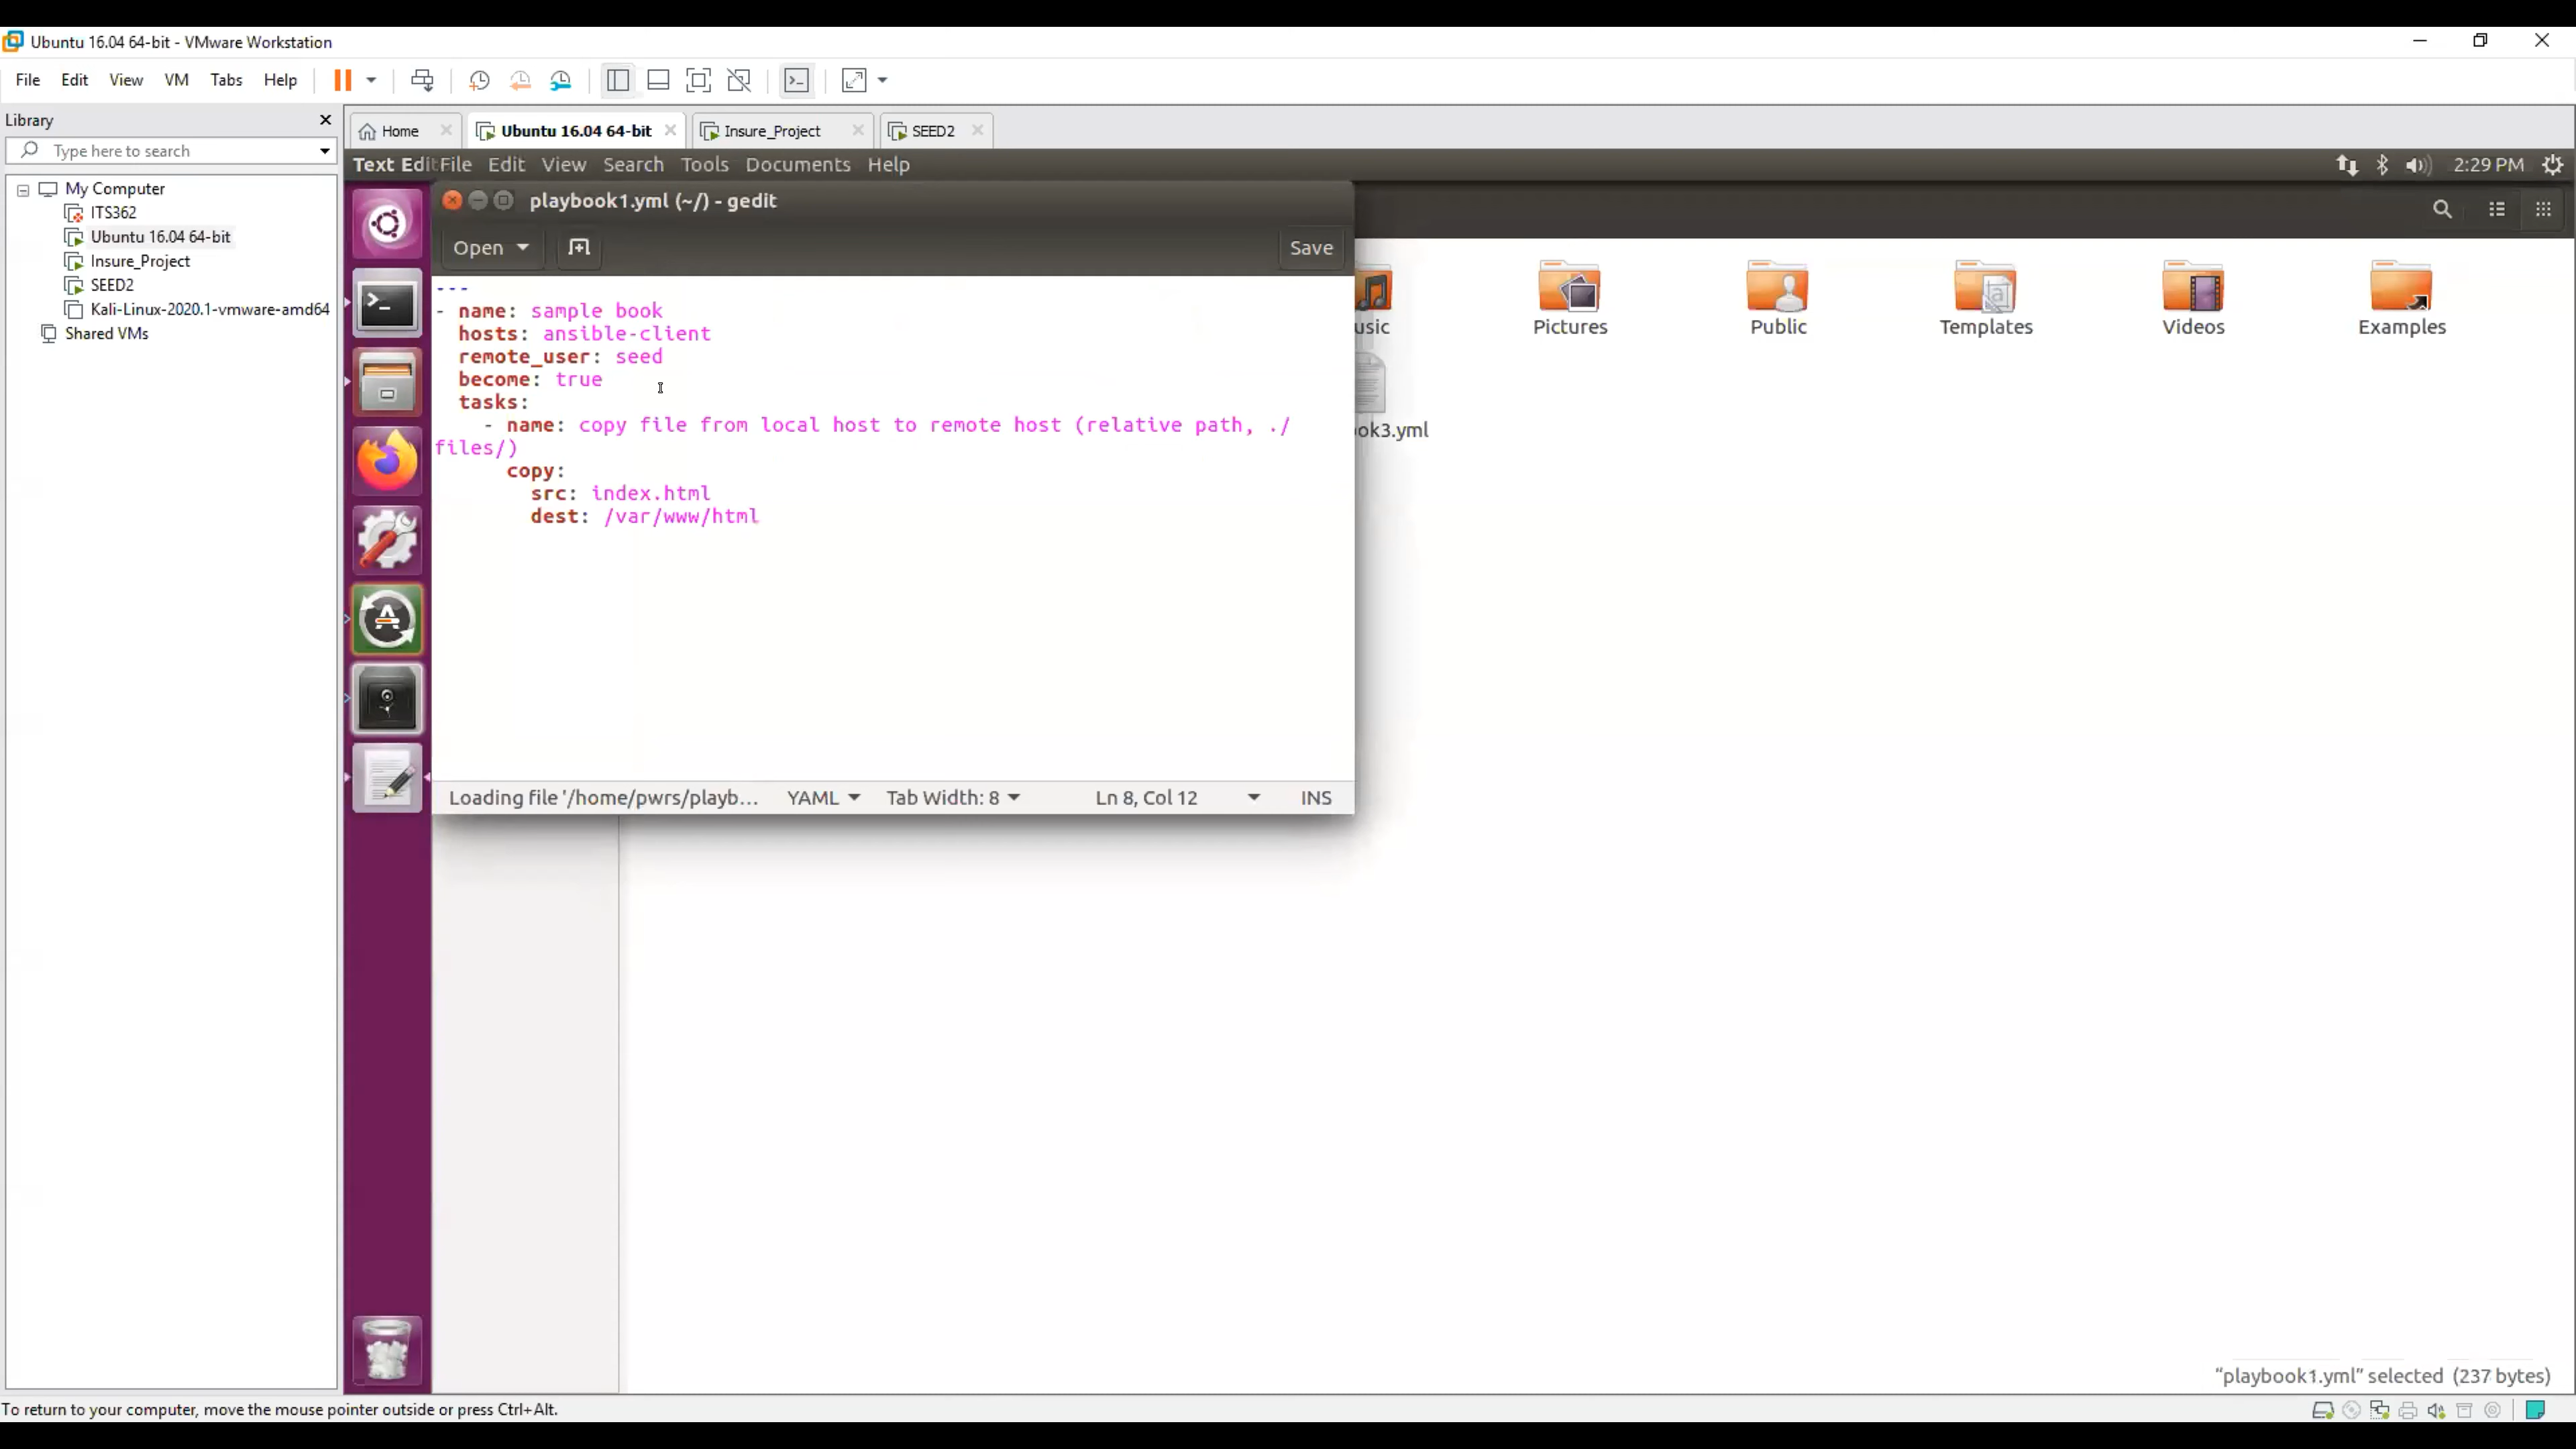 Ubuntu 16.04 64-bit - VMware Workstation
File Edit View VM Tabs Help
Library
Type here to search
My Computer
ITS362
Ubuntu 16.04 64-bit
Insure_Project
SEED2
Kali-Linux-2020.1-vmware-amd64
Shared VMs
Home Ubuntu 16.04 64-bit Insure_Project SEED2
Text Edit File Edit View Search Tools Documents Help 2:29 PM
playbook1.yml (~/) - gedit
Open Save
---
- name: sample book
hosts: ansible-client
remote_user: seed
become: true
tasks:
- name: copy file from local host to remote host (relative path, ./
files/)
copy:
src: index.html
dest: /var/www/html
Loading file '/home/pwrs/playb... YAML Tab Width: 8 Ln 8, Col 12 INS
usic Pictures Public Templates Videos Examples
ok3.yml
"playbook1.yml" selected (237 bytes)
To return to your computer, move the mouse pointer outside or press Ctrl+Alt.